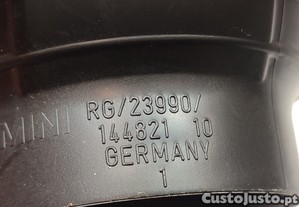 MINI RG/23990/
144821 10
GERMANY
1
CustoJusto.pt